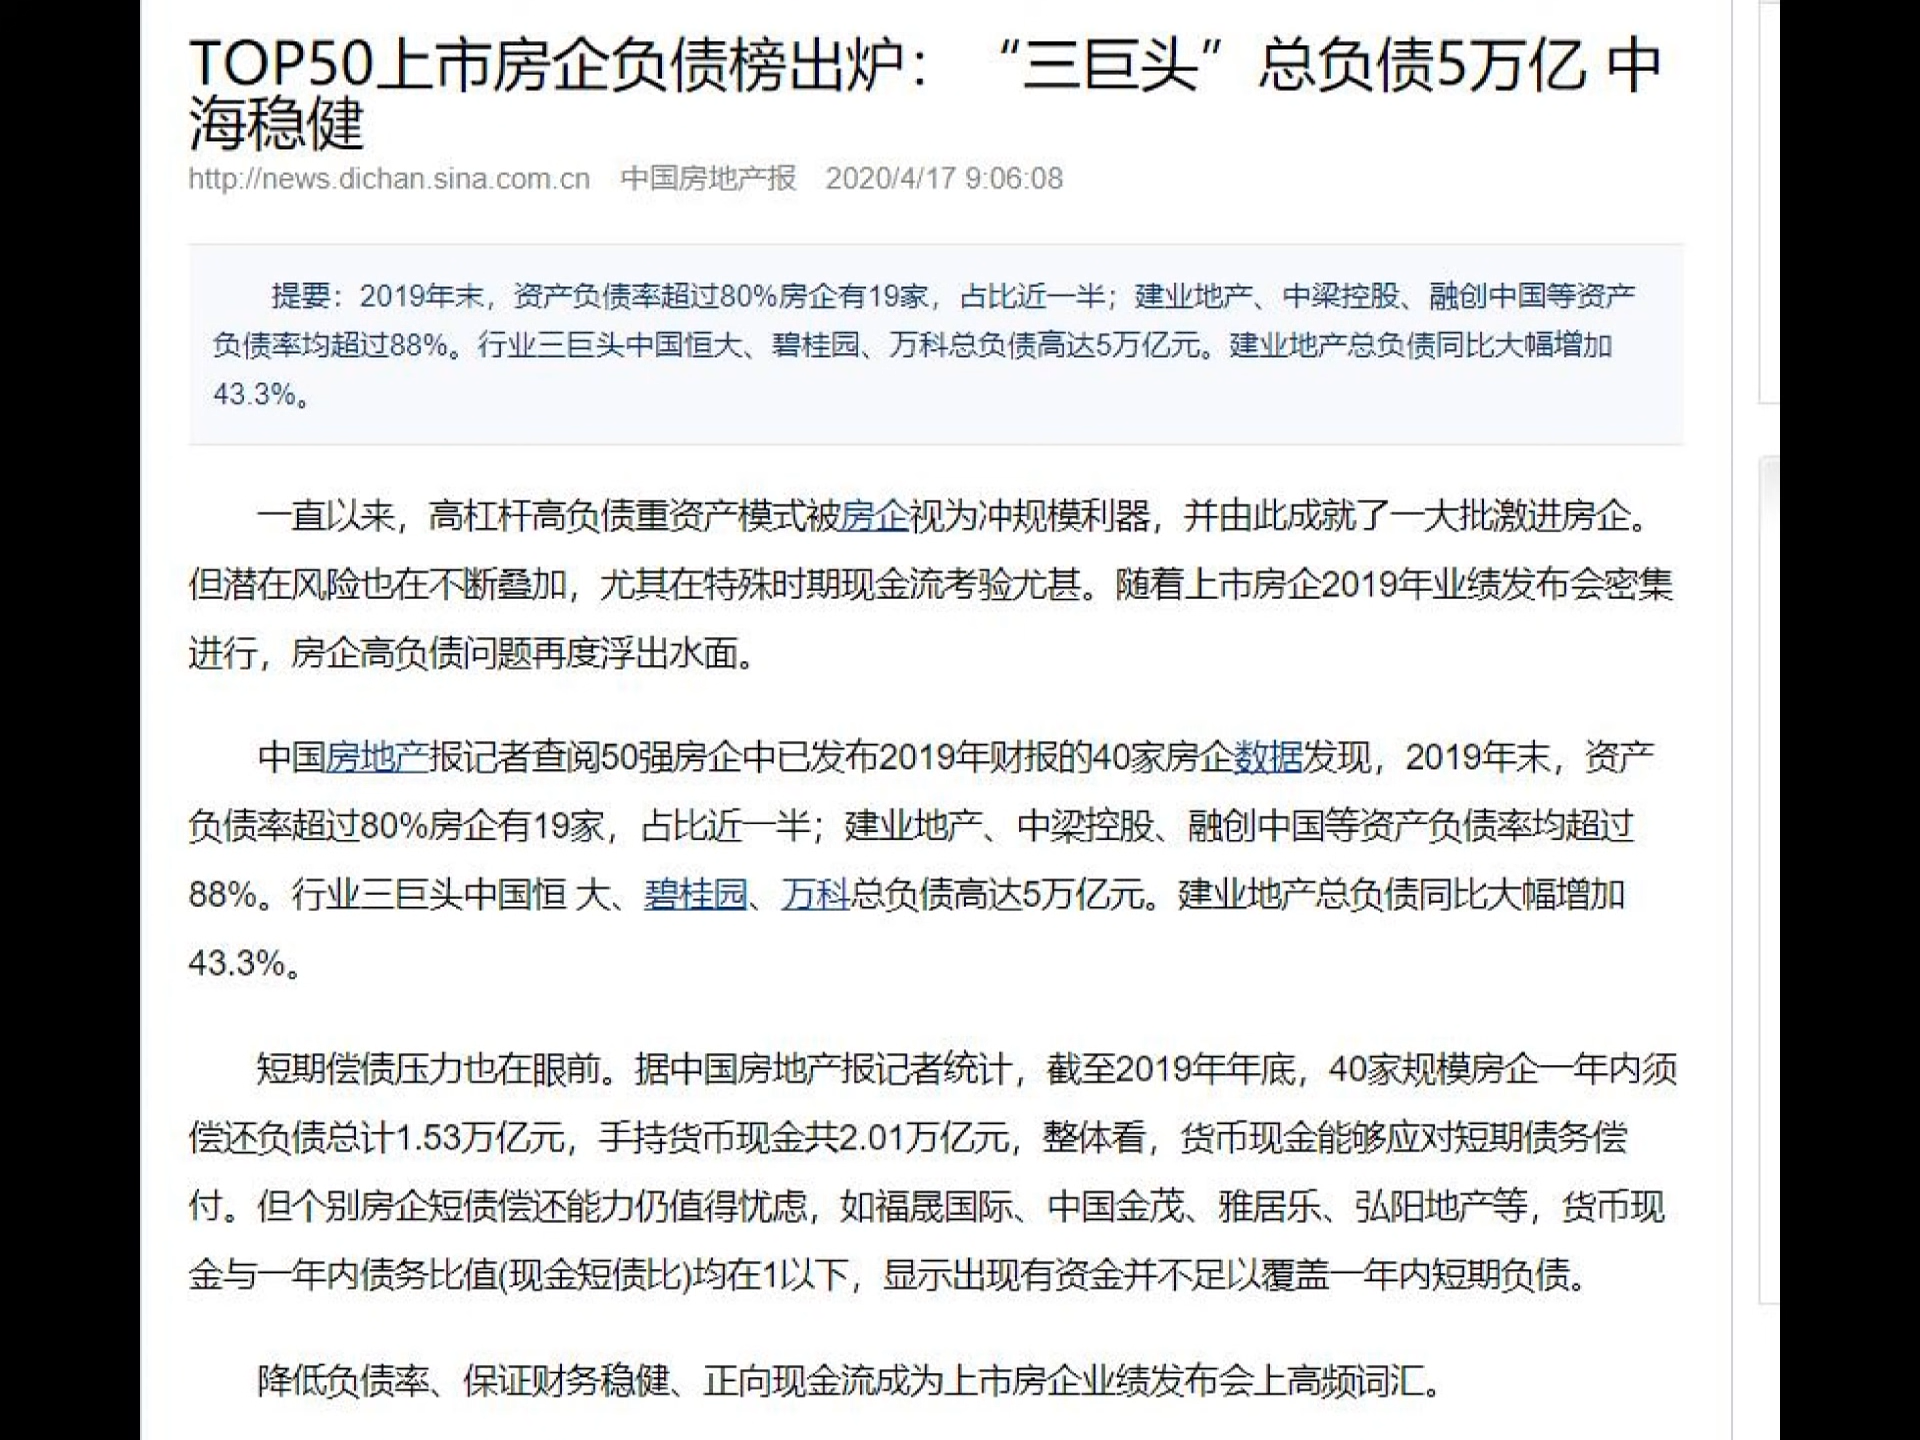 TOP50上市房企负债榜出炉：“三巨头”总负债5万亿 中
海稳健
http://news.dichan.sina.com.cn 中国房地产报 2020/4/17 9:06:08
提要：2019年末，资产负债率超过80%房企有19家，占比近一半；建业地产、中梁控股、融创中国等资产
负债率均超过88%。行业三巨头中国恒大、碧桂园、万科总负债高达5万亿元。建业地产总负债同比大幅增加
43.3%。
一直以来，高杠杆高负债重资产模式被房企视为冲规模利器，并由此成就了一大批激进房企。
但潜在风险也在不断叠加，尤其在特殊时期现金流考验尤甚。随着上市房企2019年业绩发布会密集
进行，房企高负债问题再度浮出水面。
中国房地产报记者查阅50强房企中已发布2019年财报的40家房企数据发现，2019年末，资产
负债率超过80%房企有19家，占比近一半；建业地产、中梁控股、融创中国等资产负债率均超过
88%。行业三巨头中国恒 大、碧桂园、万科总负债高达5万亿元。建业地产总负债同比大幅增加
43.3%。
短期偿债压力也在眼前。据中国房地产报记者统计，截至2019年年底，40家规模房企一年内须
偿还负债总计1.53万亿元，手持货币现金共2.01万亿元，整体看，货币现金能够应对短期债务偿
付。但个别房企短债偿还能力仍值得忧虑，如福晟国际、中国金茂、雅居乐、弘阳地产等，货币现
金与一年内债务比值(现金短债比)均在1以下，显示出现有资金并不足以覆盖一年内短期负债。
降低负债率、保证财务稳健、正向现金流成为上市房企业绩发布会上高频词汇。